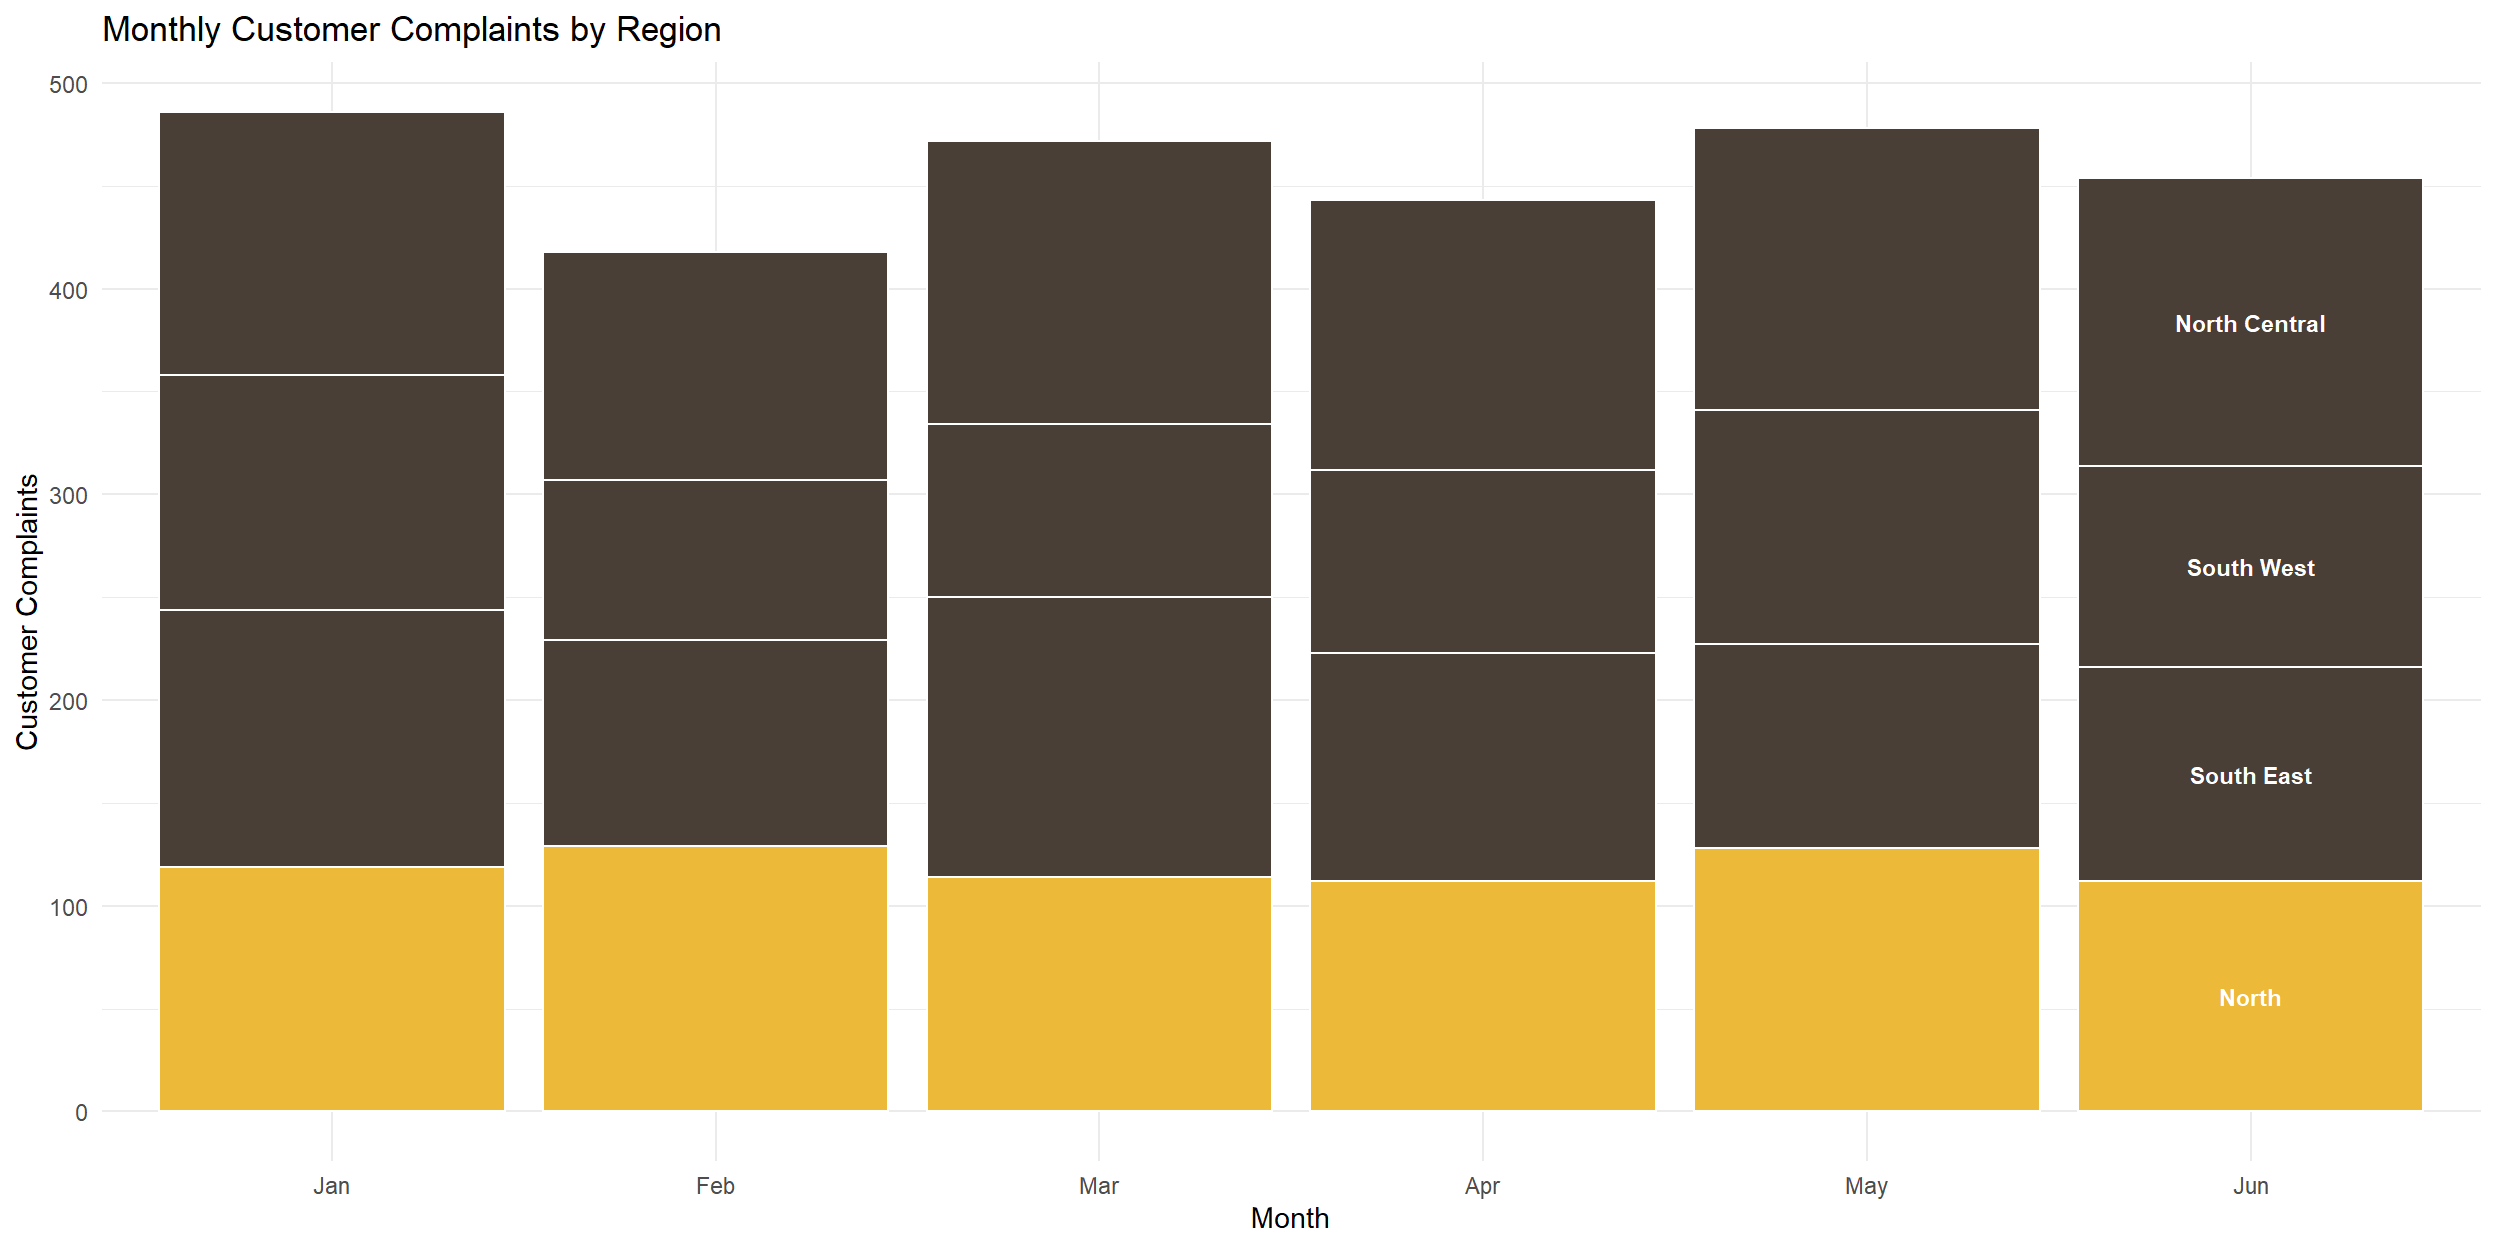 Monthly Customer Complaints by Region
500
400
300
200
100
0
Customer Complaints
North Central
South West
South East
North
Jan
Feb
Mar
Apr
May
Jun
Month